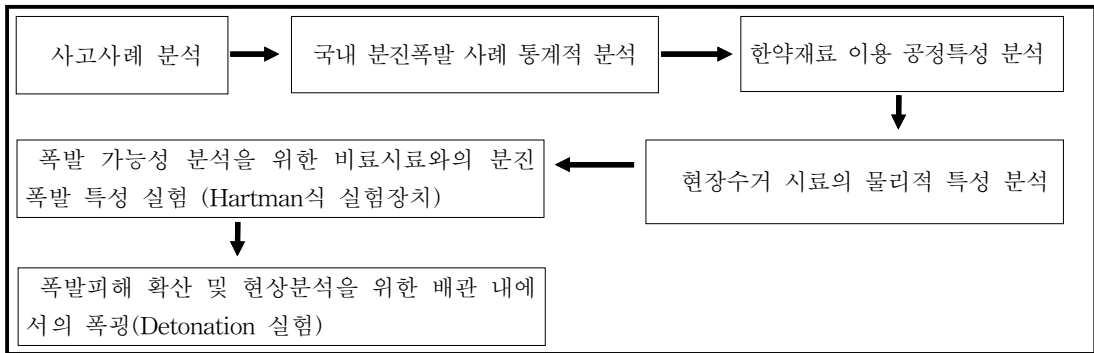 사고사례 분석
국내 분진폭발 사례 통계적 분석
한약재료 이용 공정특성 분석
현장수거 시료의 물리적 특성 분석
폭발 가능성 분석을 위한 비료시료와의 분진
폭발 특성 실험 (Hartman식 실험장치)
폭발피해 확산 및 현상분석을 위한 배관 내에
서의 폭굉(Detonation 실험)